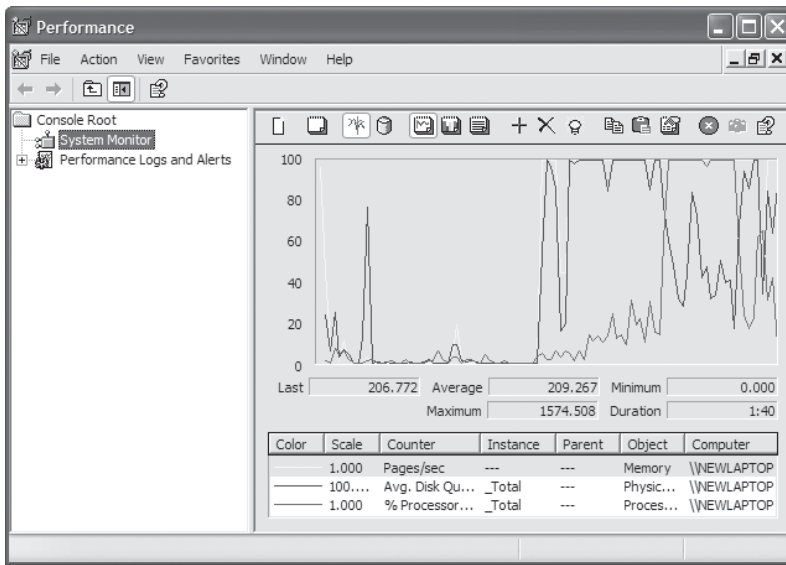 Performance
File Action View Favorites Window Help
Console Root
System Monitor
Performance Logs and Alerts
100
80
60
40
20
0
Last 206.772 Average 209.267 Minimum 0.000
Maximum 1574.508 Duration 1:40
Color Scale Counter Instance Parent Object Computer
1.000 Pages/sec --- --- Memory \\NEWLAPTOP
100.... Avg. Disk Qu... _Total --- Physic... \\NEWLAPTOP
1.000 % Processor... _Total --- Proces... \\NEWLAPTOP